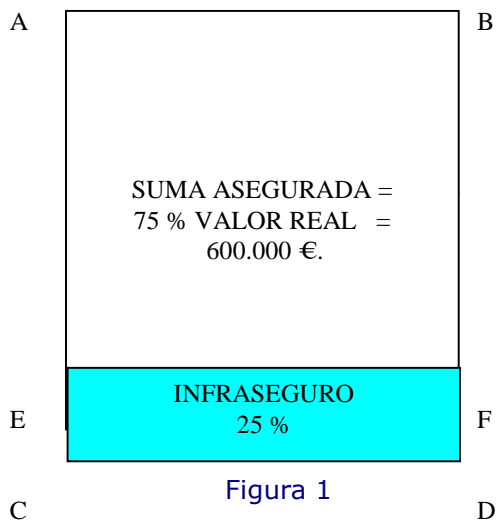 A B
SUMA ASEGURADA =
75 % VALOR REAL =
600.000 €.
INFRASEGURO
E 25 % F
Figura 1
C D